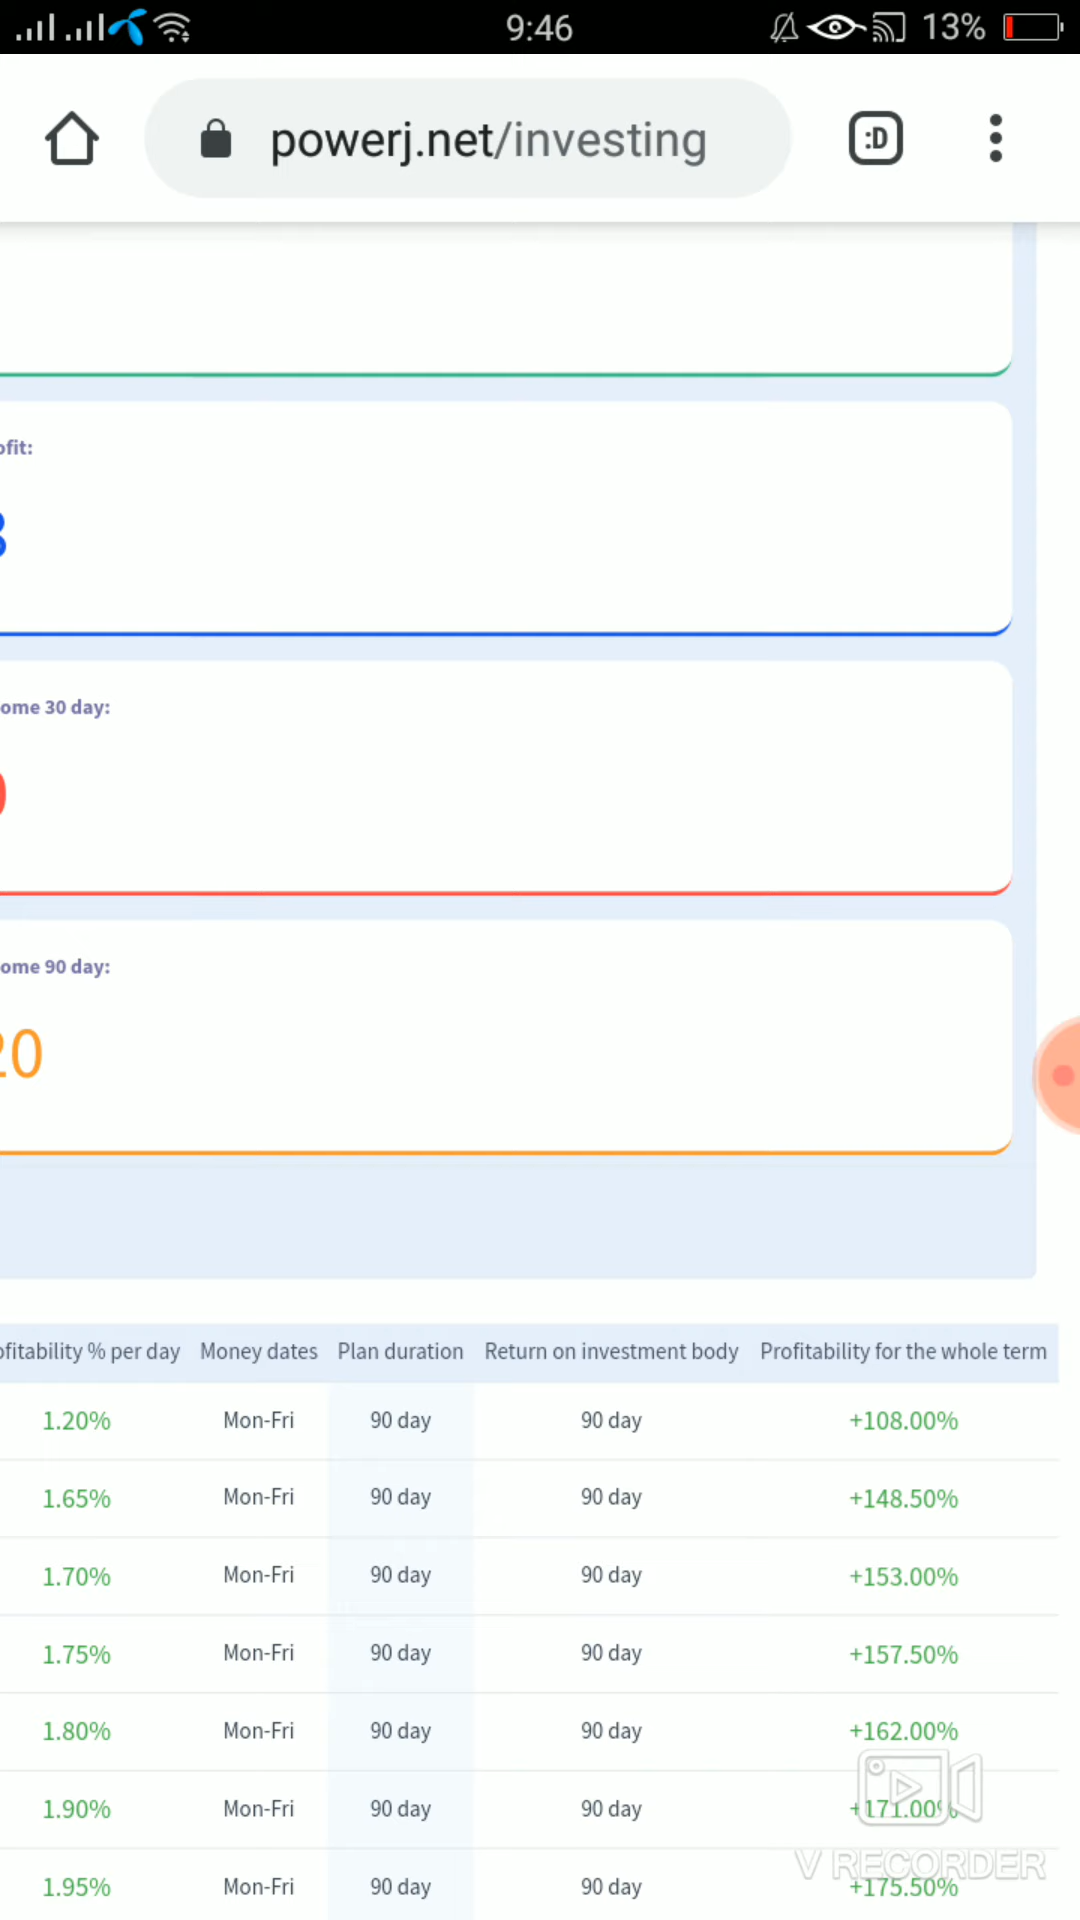 9:46
13%
powerj.net/investing
:D
ofit:
8
ome 30 day:
0
ome 90 day:
20
ofitability % per day Money dates Plan duration Return on investment body Profitability for the whole term
1.20% Mon-Fri 90 day 90 day +108.00%
1.65% Mon-Fri 90 day 90 day +148.50%
1.70% Mon-Fri 90 day 90 day +153.00%
1.75% Mon-Fri 90 day 90 day +157.50%
1.80% Mon-Fri 90 day 90 day +162.00%
1.90% Mon-Fri 90 day 90 day +171.00%
V RECORDER
1.95% Mon-Fri 90 day 90 day +175.50%